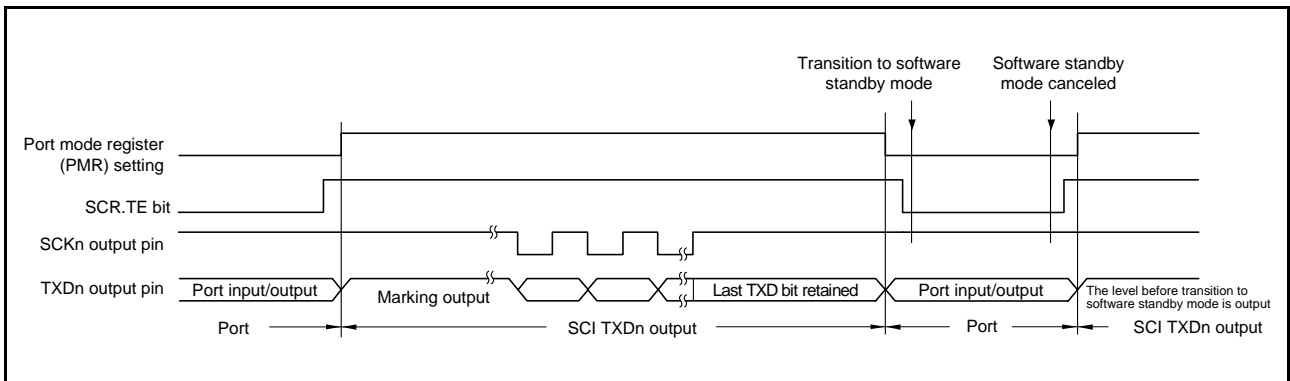 Transition to software
standby mode
Software standby
mode canceled
Port mode register
(PMR) setting
SCR.TE bit
SCKn output pin
TXDn output pin
Port input/output
Marking output
Last TXD bit retained
Port input/output
The level before transition to
software standby mode is output
Port
SCI TXDn output
Port
SCI TXDn output